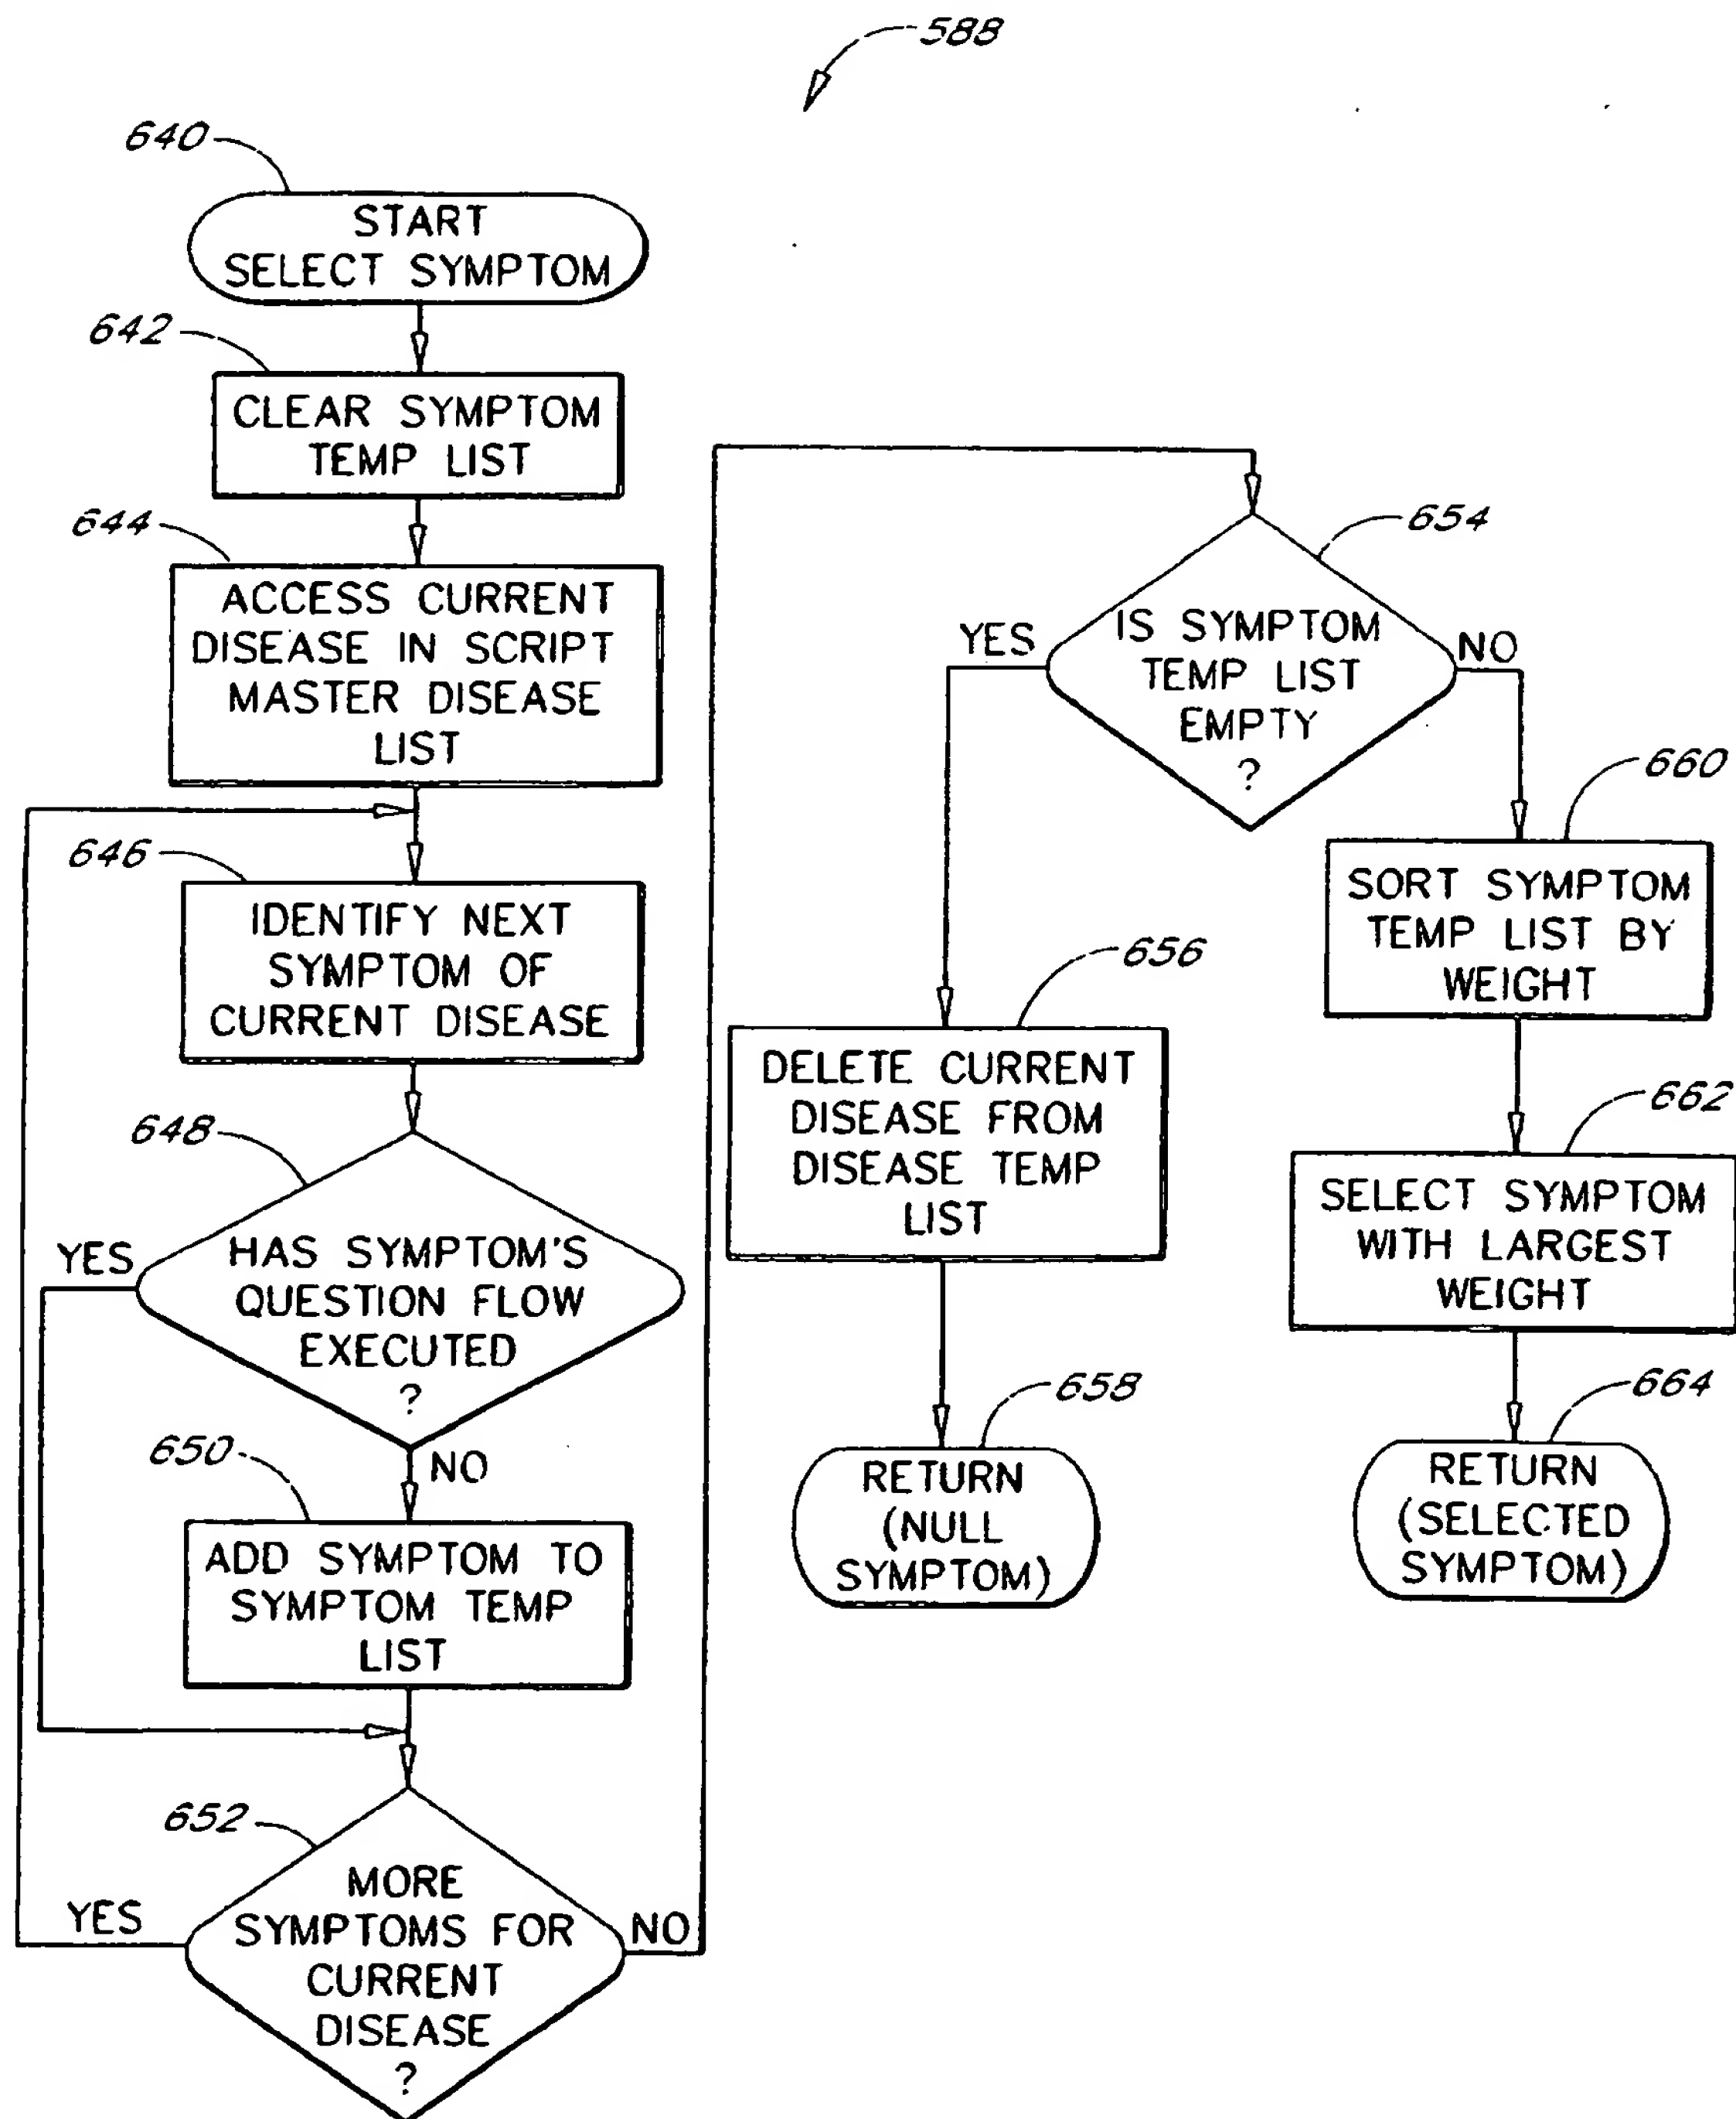 588
640
START
SELECT SYMPTOM
642
CLEAR SYMPTOM
TEMP LIST
644
ACCESS CURRENT
DISEASE IN SCRIPT
MASTER DISEASE
LIST
646
IDENTIFY NEXT
SYMPTOM OF
CURRENT DISEASE
648
YES
HAS SYMPTOM'S
QUESTION FLOW
EXECUTED
?
NO
650
ADD SYMPTOM TO
SYMPTOM TEMP
LIST
652
YES
MORE
SYMPTOMS FOR
CURRENT
DISEASE
?
NO
654
YES
IS SYMPTOM
TEMP LIST
EMPTY
?
NO
656
DELETE CURRENT
DISEASE FROM
DISEASE TEMP
LIST
658
RETURN
(NULL
SYMPTOM)
660
SORT SYMPTOM
TEMP LIST BY
WEIGHT
662
SELECT SYMPTOM
WITH LARGEST
WEIGHT
664
RETURN
(SELECTED
SYMPTOM)